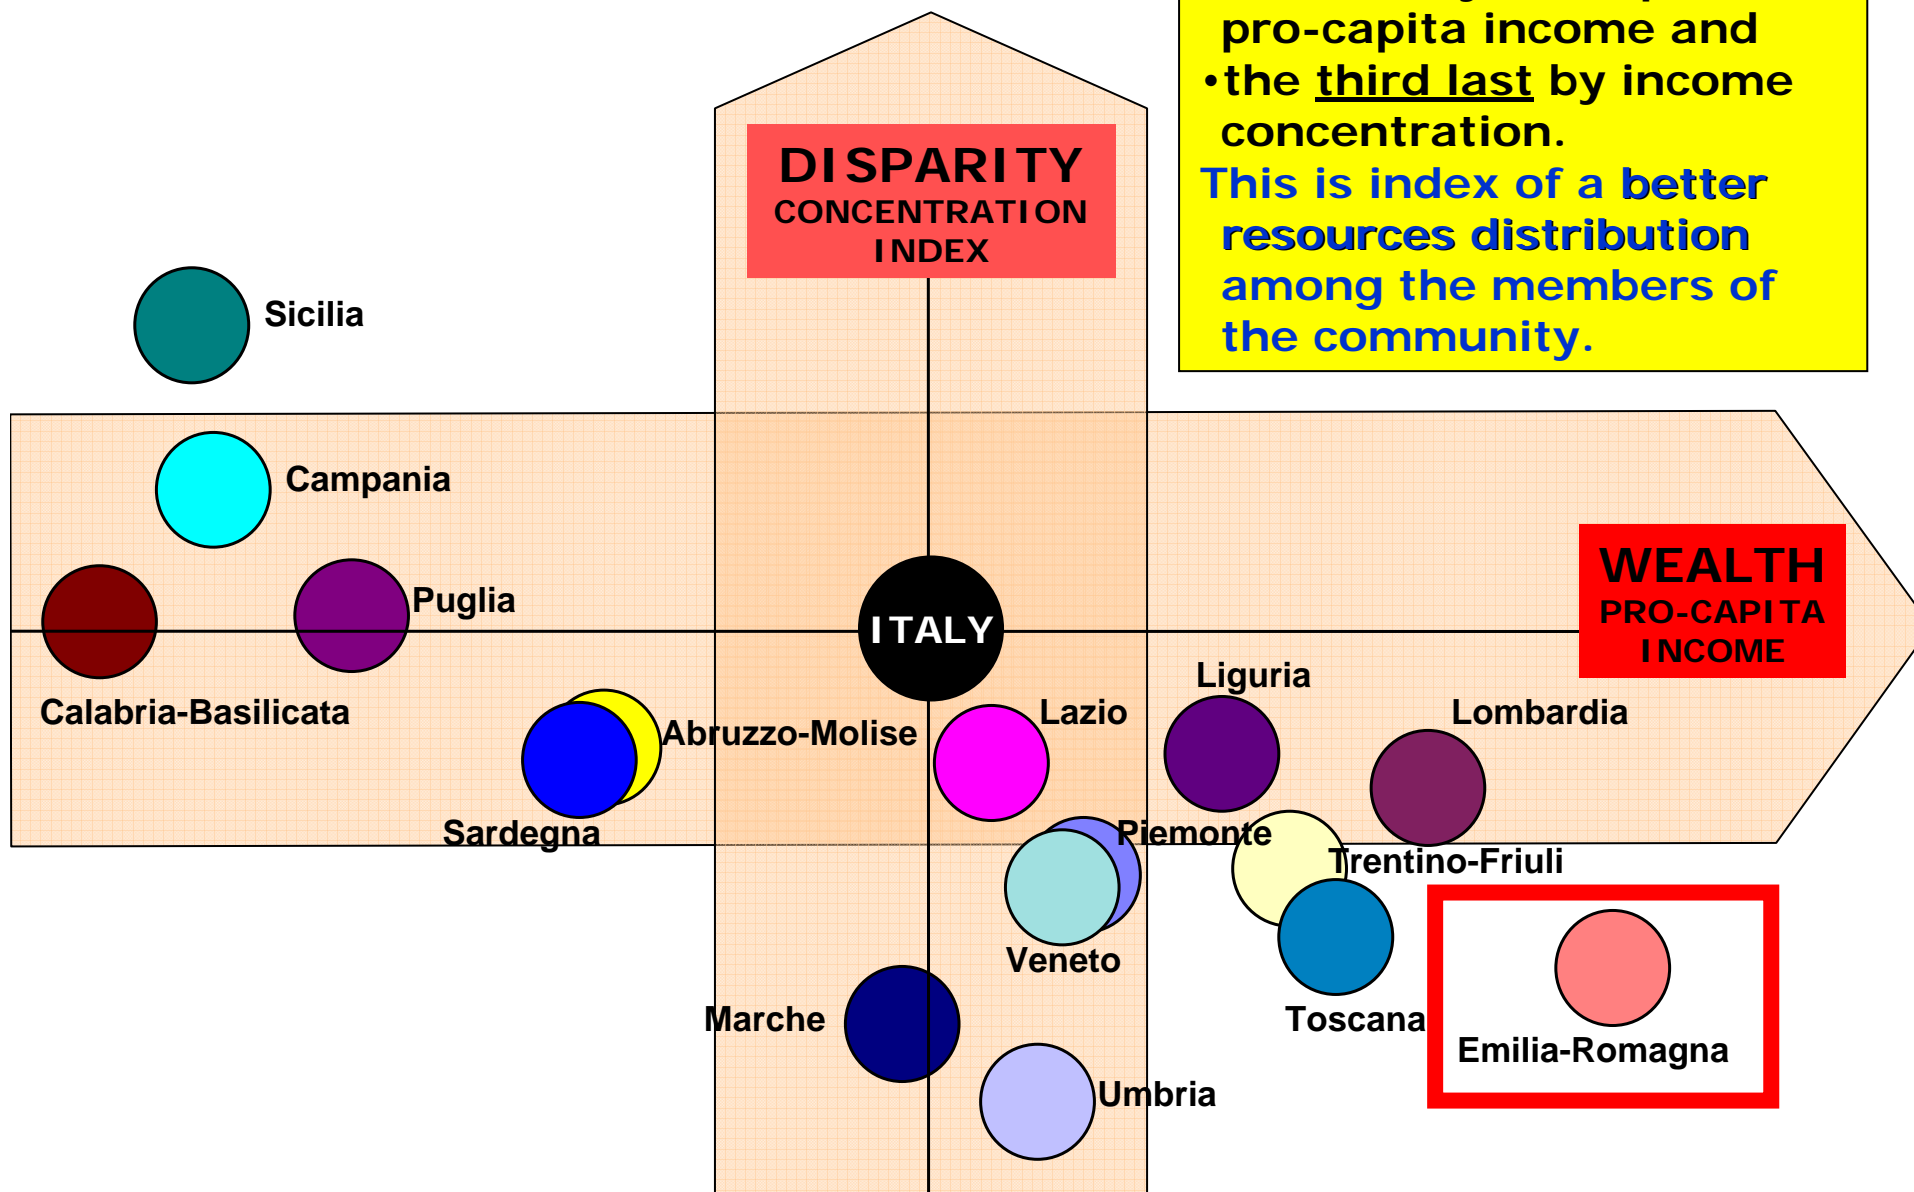 pro-capita income and
•the third last by income
concentration.
This is index of a better
resources distribution
among the members of
the community.
DISPARITY
CONCENTRATION
INDEX
Sicilia
Campania
Puglia
Calabria-Basilicata
ITALY
WEALTH
PRO-CAPITA
INCOME
Liguria
Lombardia
Lazio
Abruzzo-Molise
Sardegna
Piemonte
Trentino-Friuli
Veneto
Marche
Toscana
Emilia-Romagna
Umbria